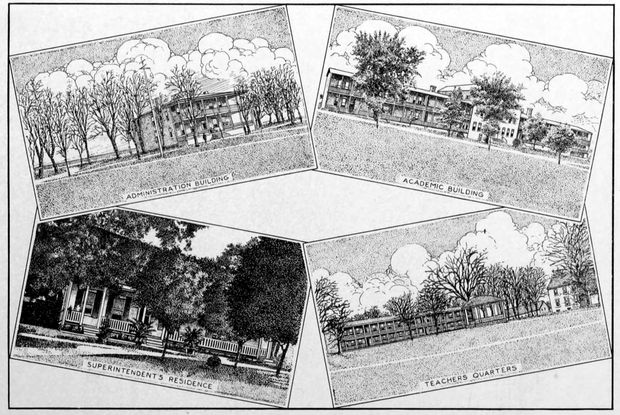 ADMINISTRATION BUILDING
ACADEMIC BUILDING
SUPERINTENDENT'S RESIDENCE
TEACHERS QUARTERS